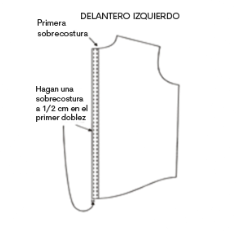 DELANTERO IZQUIERDO
Primera
sobrecostura
Hagan una
sobrecostura
a 1/2 cm en el
primer doblez